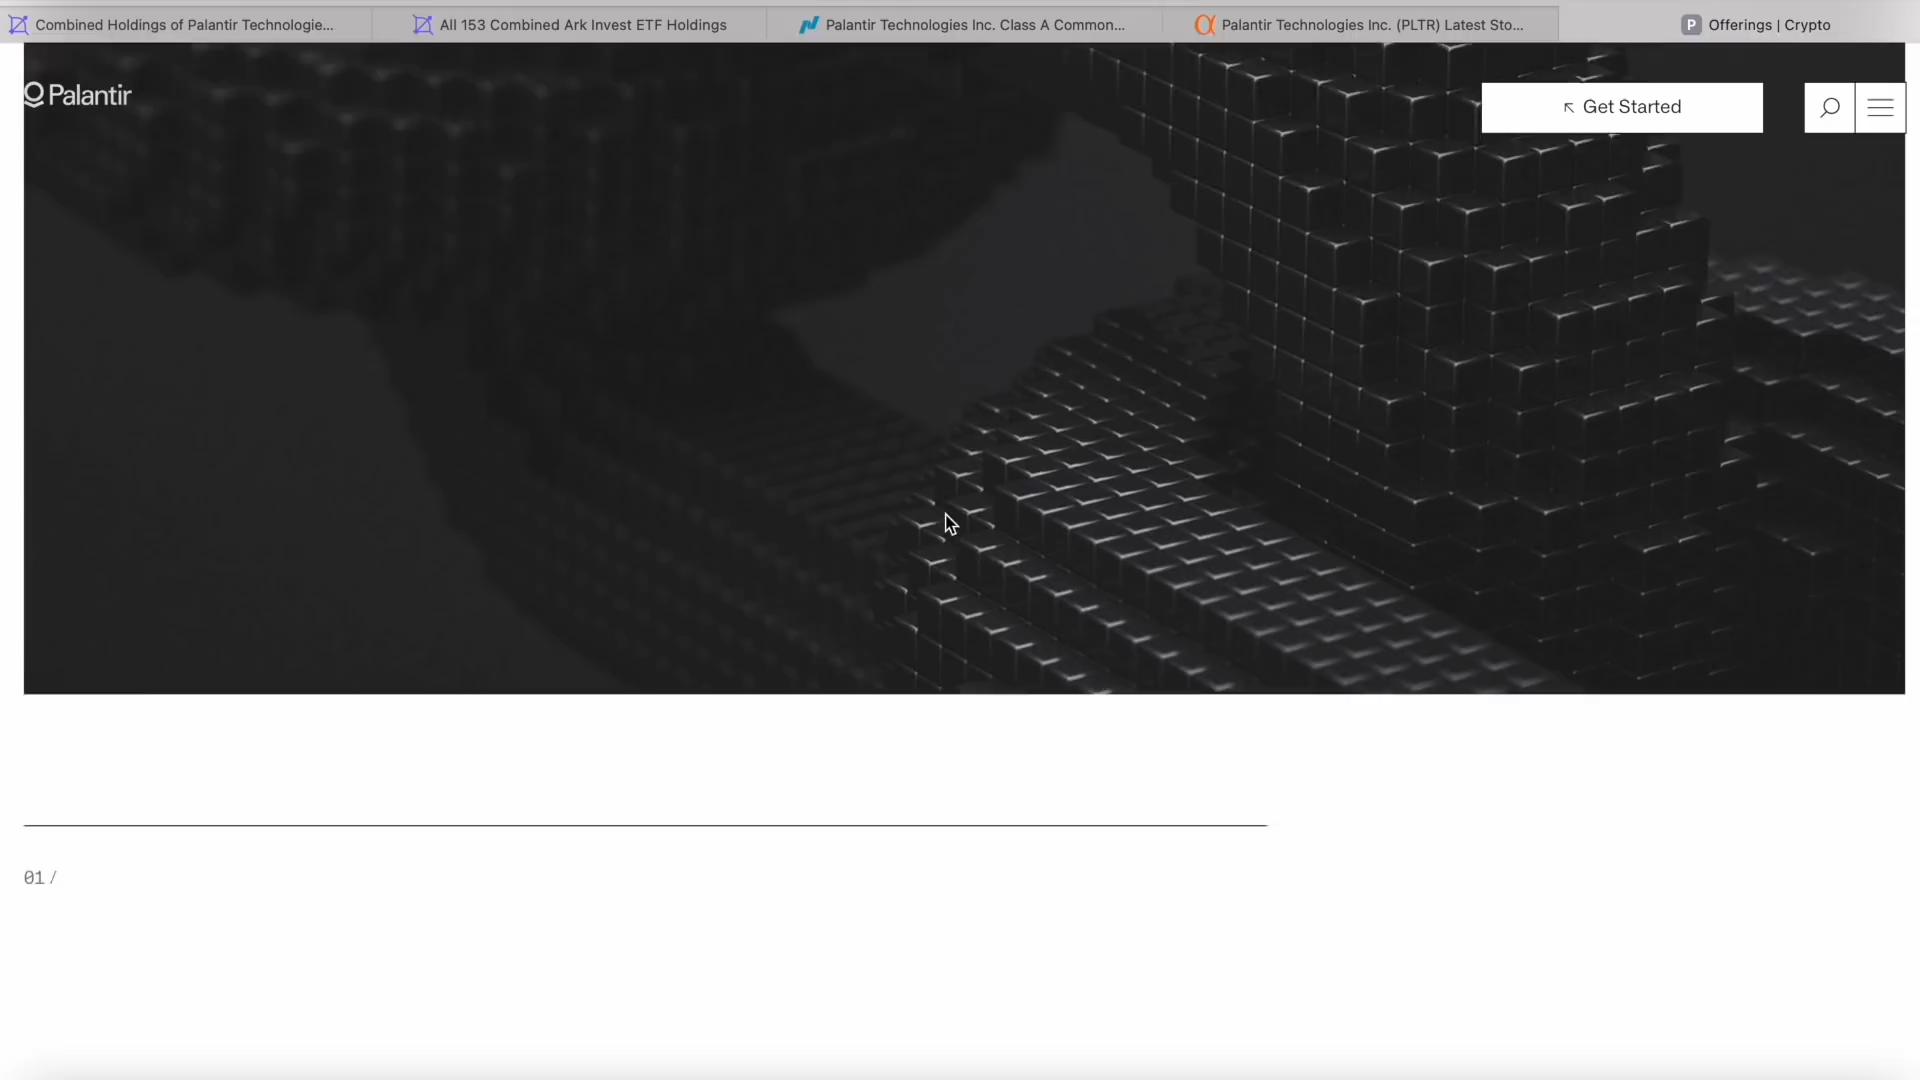 Combined Holdings of Palantir Technologie...
All 153 Combined Ark Invest ETF Holdings
Palantir Technologies Inc. Class A Common...
Palantir Technologies Inc. (PLTR) Latest Sto...
P Offerings | Crypto
Palantir
Get Started
01 /